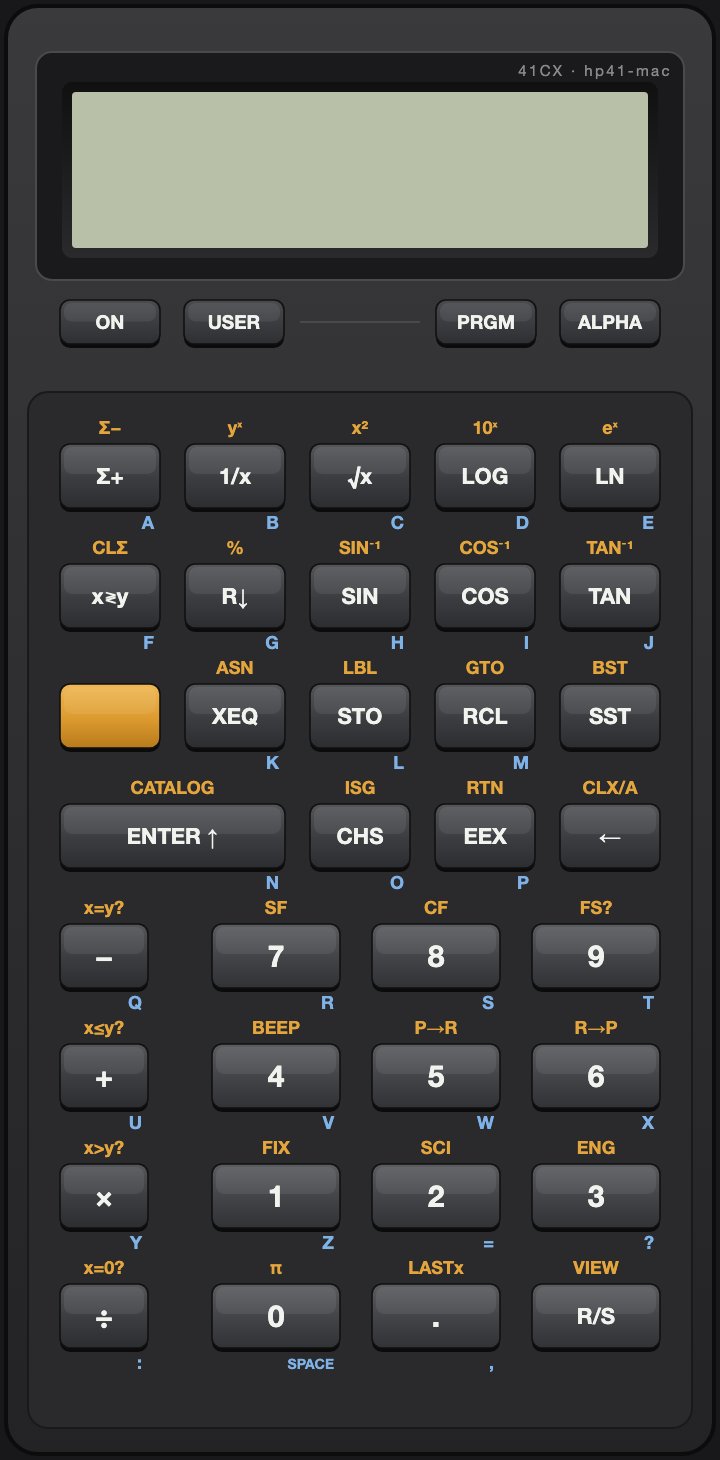 41CX · hp41-mac
ON USER PRGM ALPHA
Σ− yˣ x² 10ˣ eˣ
Σ+ 1/x √x LOG LN
A B C D E
CLΣ % SIN⁻¹ COS⁻¹ TAN⁻¹
x≷y R↓ SIN COS TAN
F G H I J
ASN LBL GTO BST
XEQ STO RCL SST
K L M
CATALOG ISG RTN CLX/A
ENTER ↑ CHS EEX ←
N O P
x=y? SF CF FS?
− 7 8 9
Q R S T
x≤y? BEEP P→R R→P
+ 4 5 6
U V W X
x>y? FIX SCI ENG
× 1 2 3
Y Z = ?
x=0? π LASTx VIEW
÷ 0 . R/S
: SPACE ,